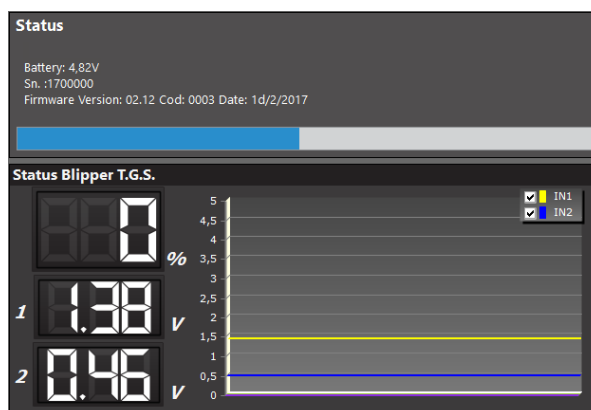 Status
Battery: 4,82V
Sn. :1700000
Firmware Version: 02.12 Cod: 0003 Date: 1d/2/2017
Status Blipper T.G.S.
0 %
1 1.38 V
2 0.46 V
5
4,5
4
3,5
3
2,5
2
1,5
1
0,5
0
IN1
IN2